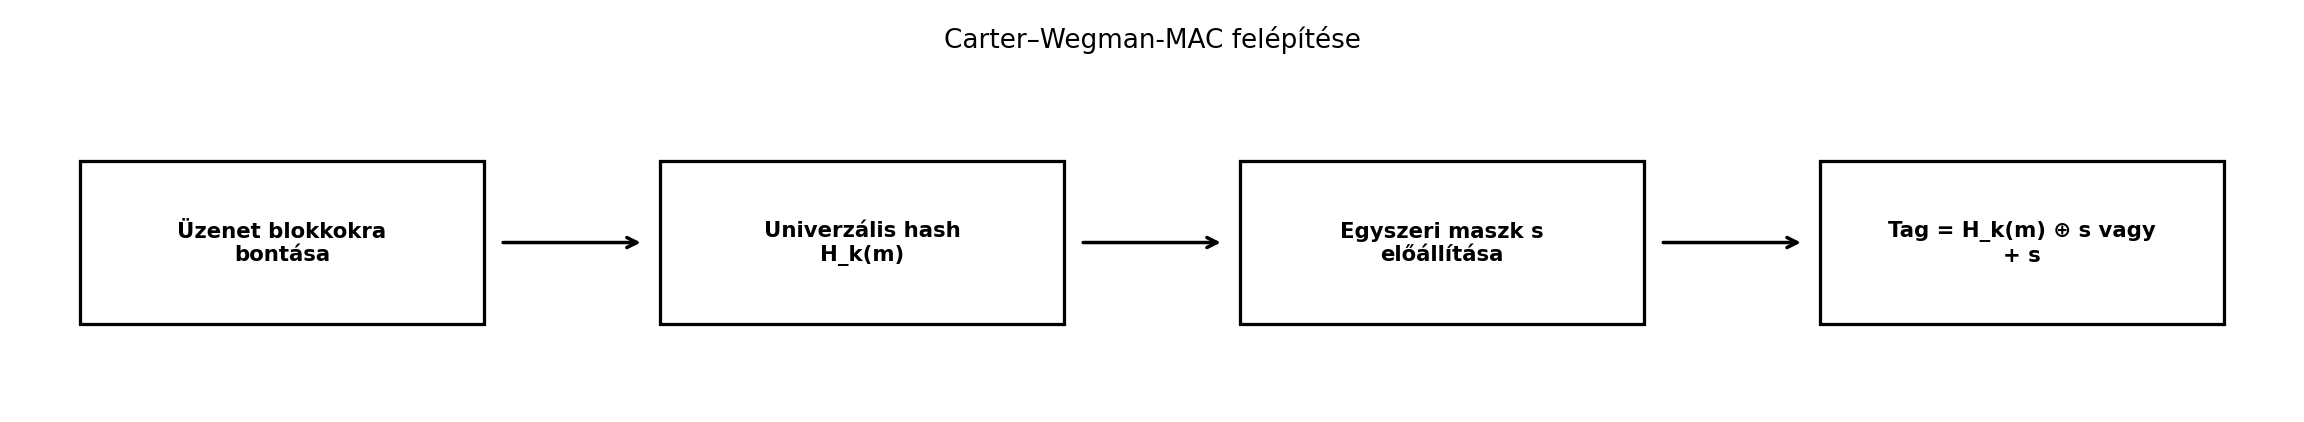 Carter–Wegman-MAC felépítése
Üzenet blokkokra
bontása
Univerzális hash
H_k(m)
Egyszeri maszk s
előállítása
Tag = H_k(m) ⊕ s vagy
+ s